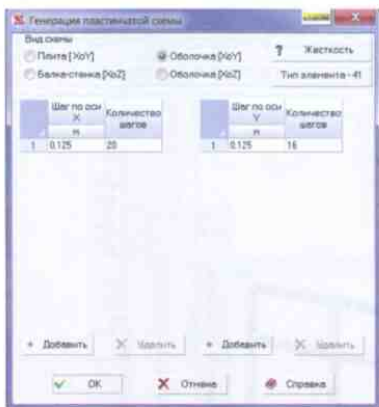 Генерация пластинчатой схемы
Вид схемы
Плита [XoY]
Оболочка [XoY]
Балка-стенка [XoZ]
Оболочка [XoZ]
? Жесткость
Тип элемента - 41
Шаг по оси X
Количество шагов
м
1 0,125 20
Шаг по оси Y
Количество шагов
м
1 0,125 16
+ Добавить
Удалить
+ Добавить
Удалить
OK
Отмена
Справка